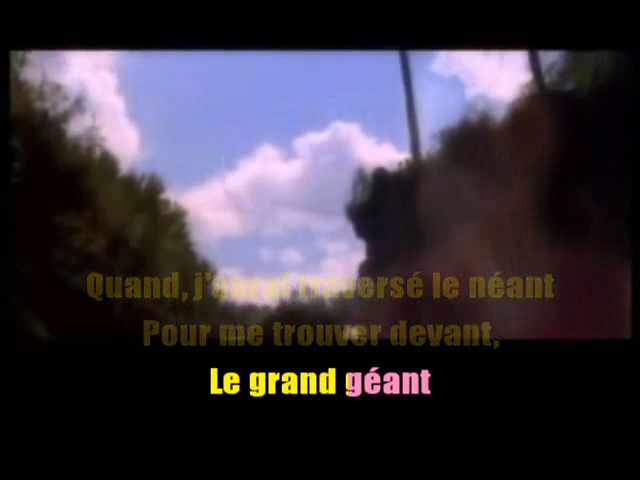 Quand, j'aurai traversé le néant
Pour me trouver devant,
Le grand géant